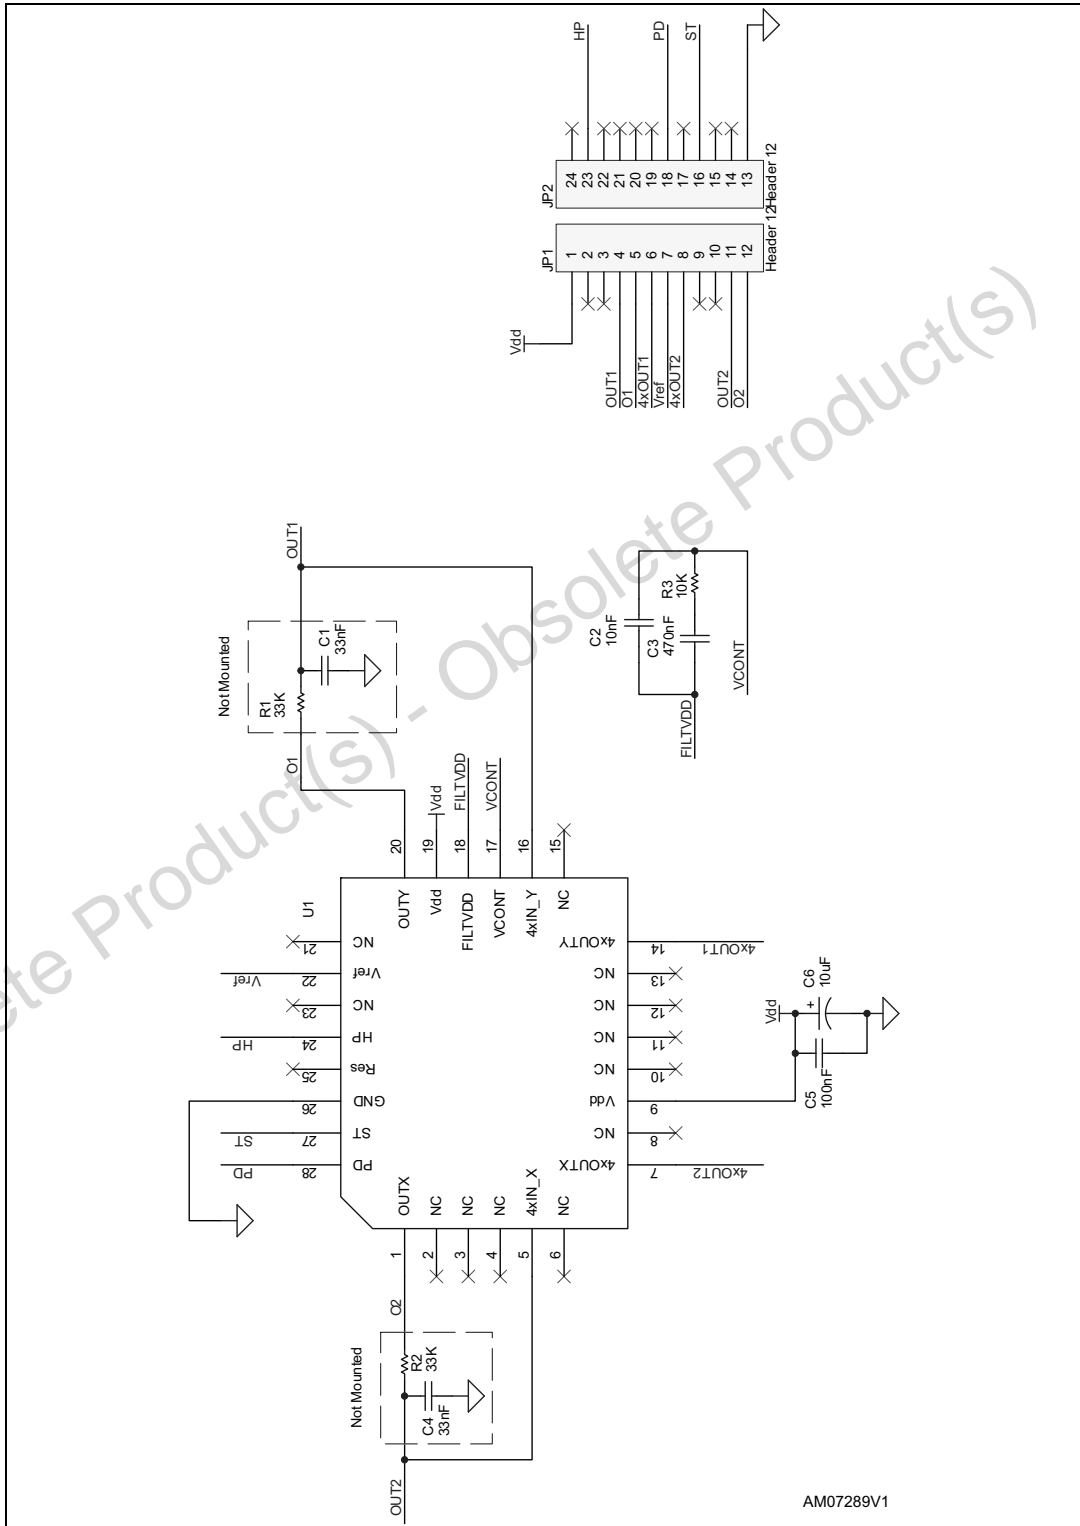 HP
PD
ST
JP2
24
23
22
21
20
19
18
17
16
15
14
13
Header 12
JP1
1
2
3
4
5
6
7
8
9
10
11
12
Header 12
Vdd
OUT1
O1
4xOUT1
Vref
4xOUT2
OUT2
O2
OUT1
Not Mounted
C1
33nF
R1
33K
O1
C2
10nF
C3
470nF
R3
10K
VCONT
FILTVDD
20
19
Vdd
18
FILTVDD
17
VCONT
16
15
U1
OUTY
Vdd
FILTVDD
VCONT
4xIN_Y
NC
21
NC
Vref
22
Vref
23
NC
HP
24
HP
25
Res
26
GND
ST
27
ST
PD
28
PD
4xOUTY
14
4xOUT1
NC
13
NC
12
NC
11
NC
10
Vdd
9
NC
8
4xOUTX
7
4xOUT2
Vdd
+
C6
10uF
C5
100nF
OUTX
NC
NC
NC
4xIN_X
NC
1
2
3
4
5
6
O2
Not Mounted
R2
33K
C4
33nF
OUT2
AM07289V1
ete Product(s) - Obsolete Product(s)